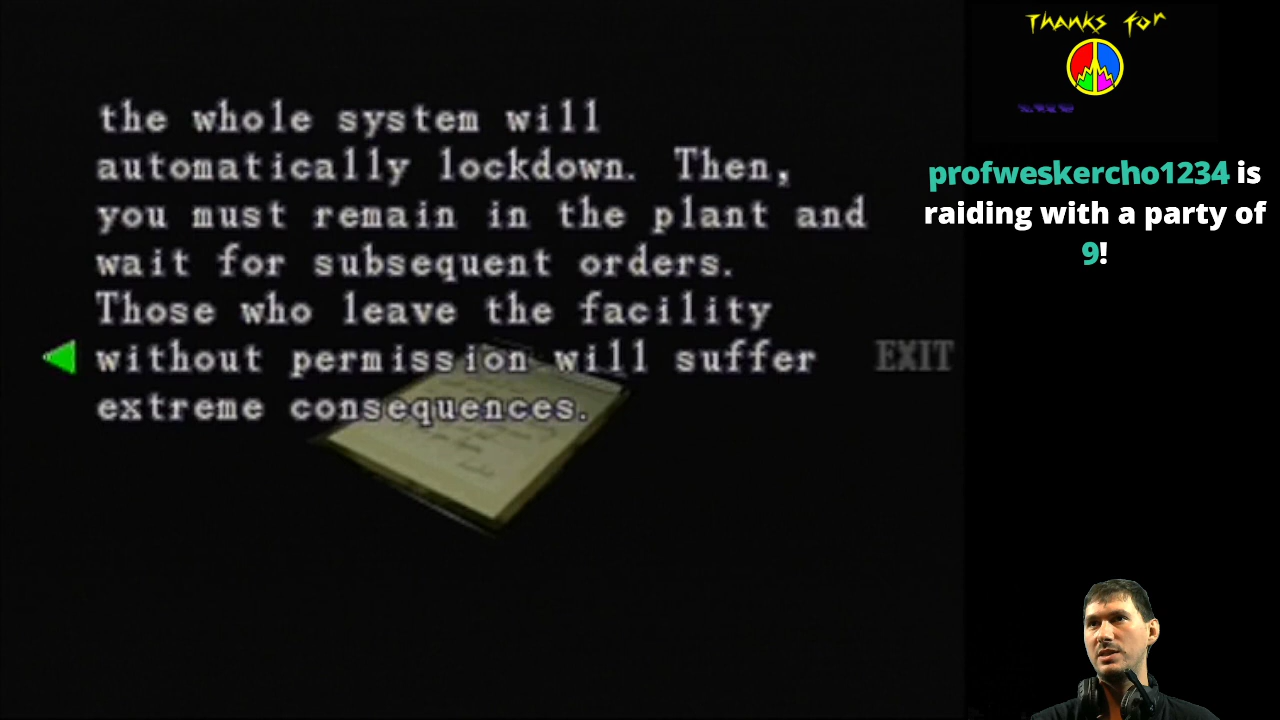 the whole system will
automatically lockdown. Then,
you must remain in the plant and
wait for subsequent orders.
Those who leave the facility
without permission will suffer
extreme consequences.
EXIT
Thanks for
profweskercho1234 is
raiding with a party of
9!